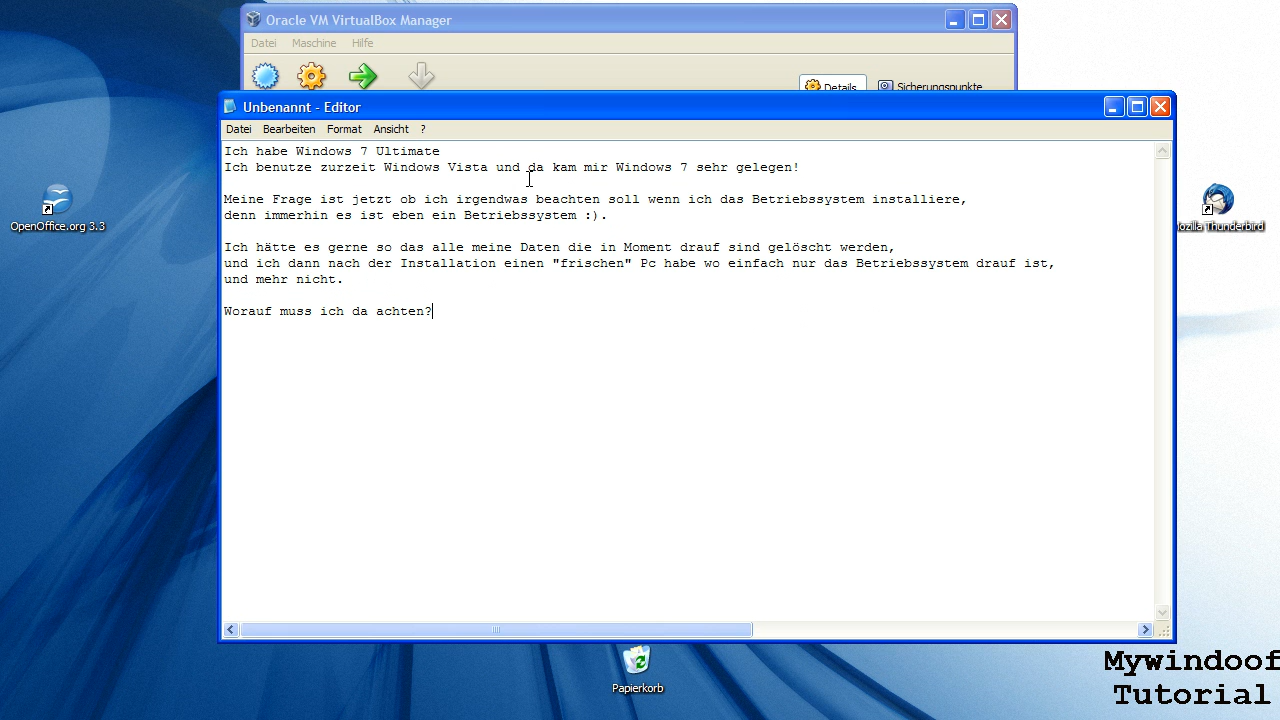 Oracle VM VirtualBox Manager
Datei Maschine Hilfe
Details Sicherungspunkte
Unbenannt - Editor
Datei Bearbeiten Format Ansicht ?
Ich habe Windows 7 Ultimate
Ich benutze zurzeit Windows Vista und da kam mir Windows 7 sehr gelegen!
Meine Frage ist jetzt ob ich irgendwas beachten soll wenn ich das Betriebssystem installiere,
denn immerhin es ist eben ein Betriebssystem :).
Ich hätte es gerne so das alle meine Daten die in Moment drauf sind gelöscht werden,
und ich dann nach der Installation einen "frischen" Pc habe wo einfach nur das Betriebssystem drauf ist,
und mehr nicht.
Worauf muss ich da achten?
OpenOffice.org 3.3
ozilla Thunderbird
Papierkorb
Mywindoof
Tutorial